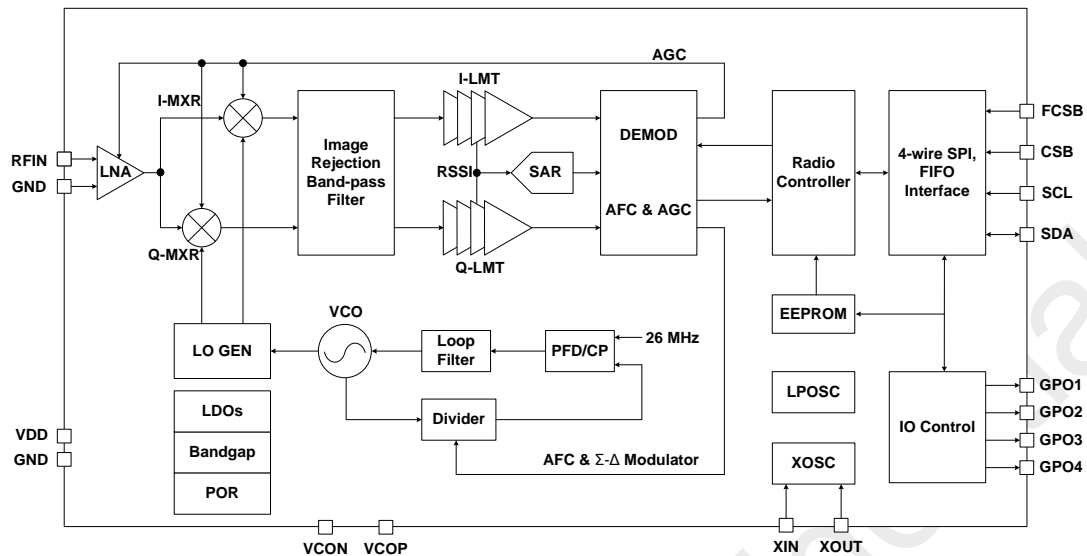 AGC
I-MXR
I-LMT
RFIN
GND
LNA
Image
Rejection
Band-pass
Filter
RSSI
SAR
DEMOD
AFC & AGC
Radio
Controller
4-wire SPI,
FIFO
Interface
FCSB
CSB
SCL
SDA
Q-MXR
Q-LMT
VCO
LO GEN
Loop
Filter
PFD/CP
26 MHz
EEPROM
LDOs
Bandgap
POR
Divider
AFC & Σ-Δ Modulator
LPOSC
XOSC
IO Control
GPO1
GPO2
GPO3
GPO4
VDD
GND
VCON
VCOP
XIN
XOUT